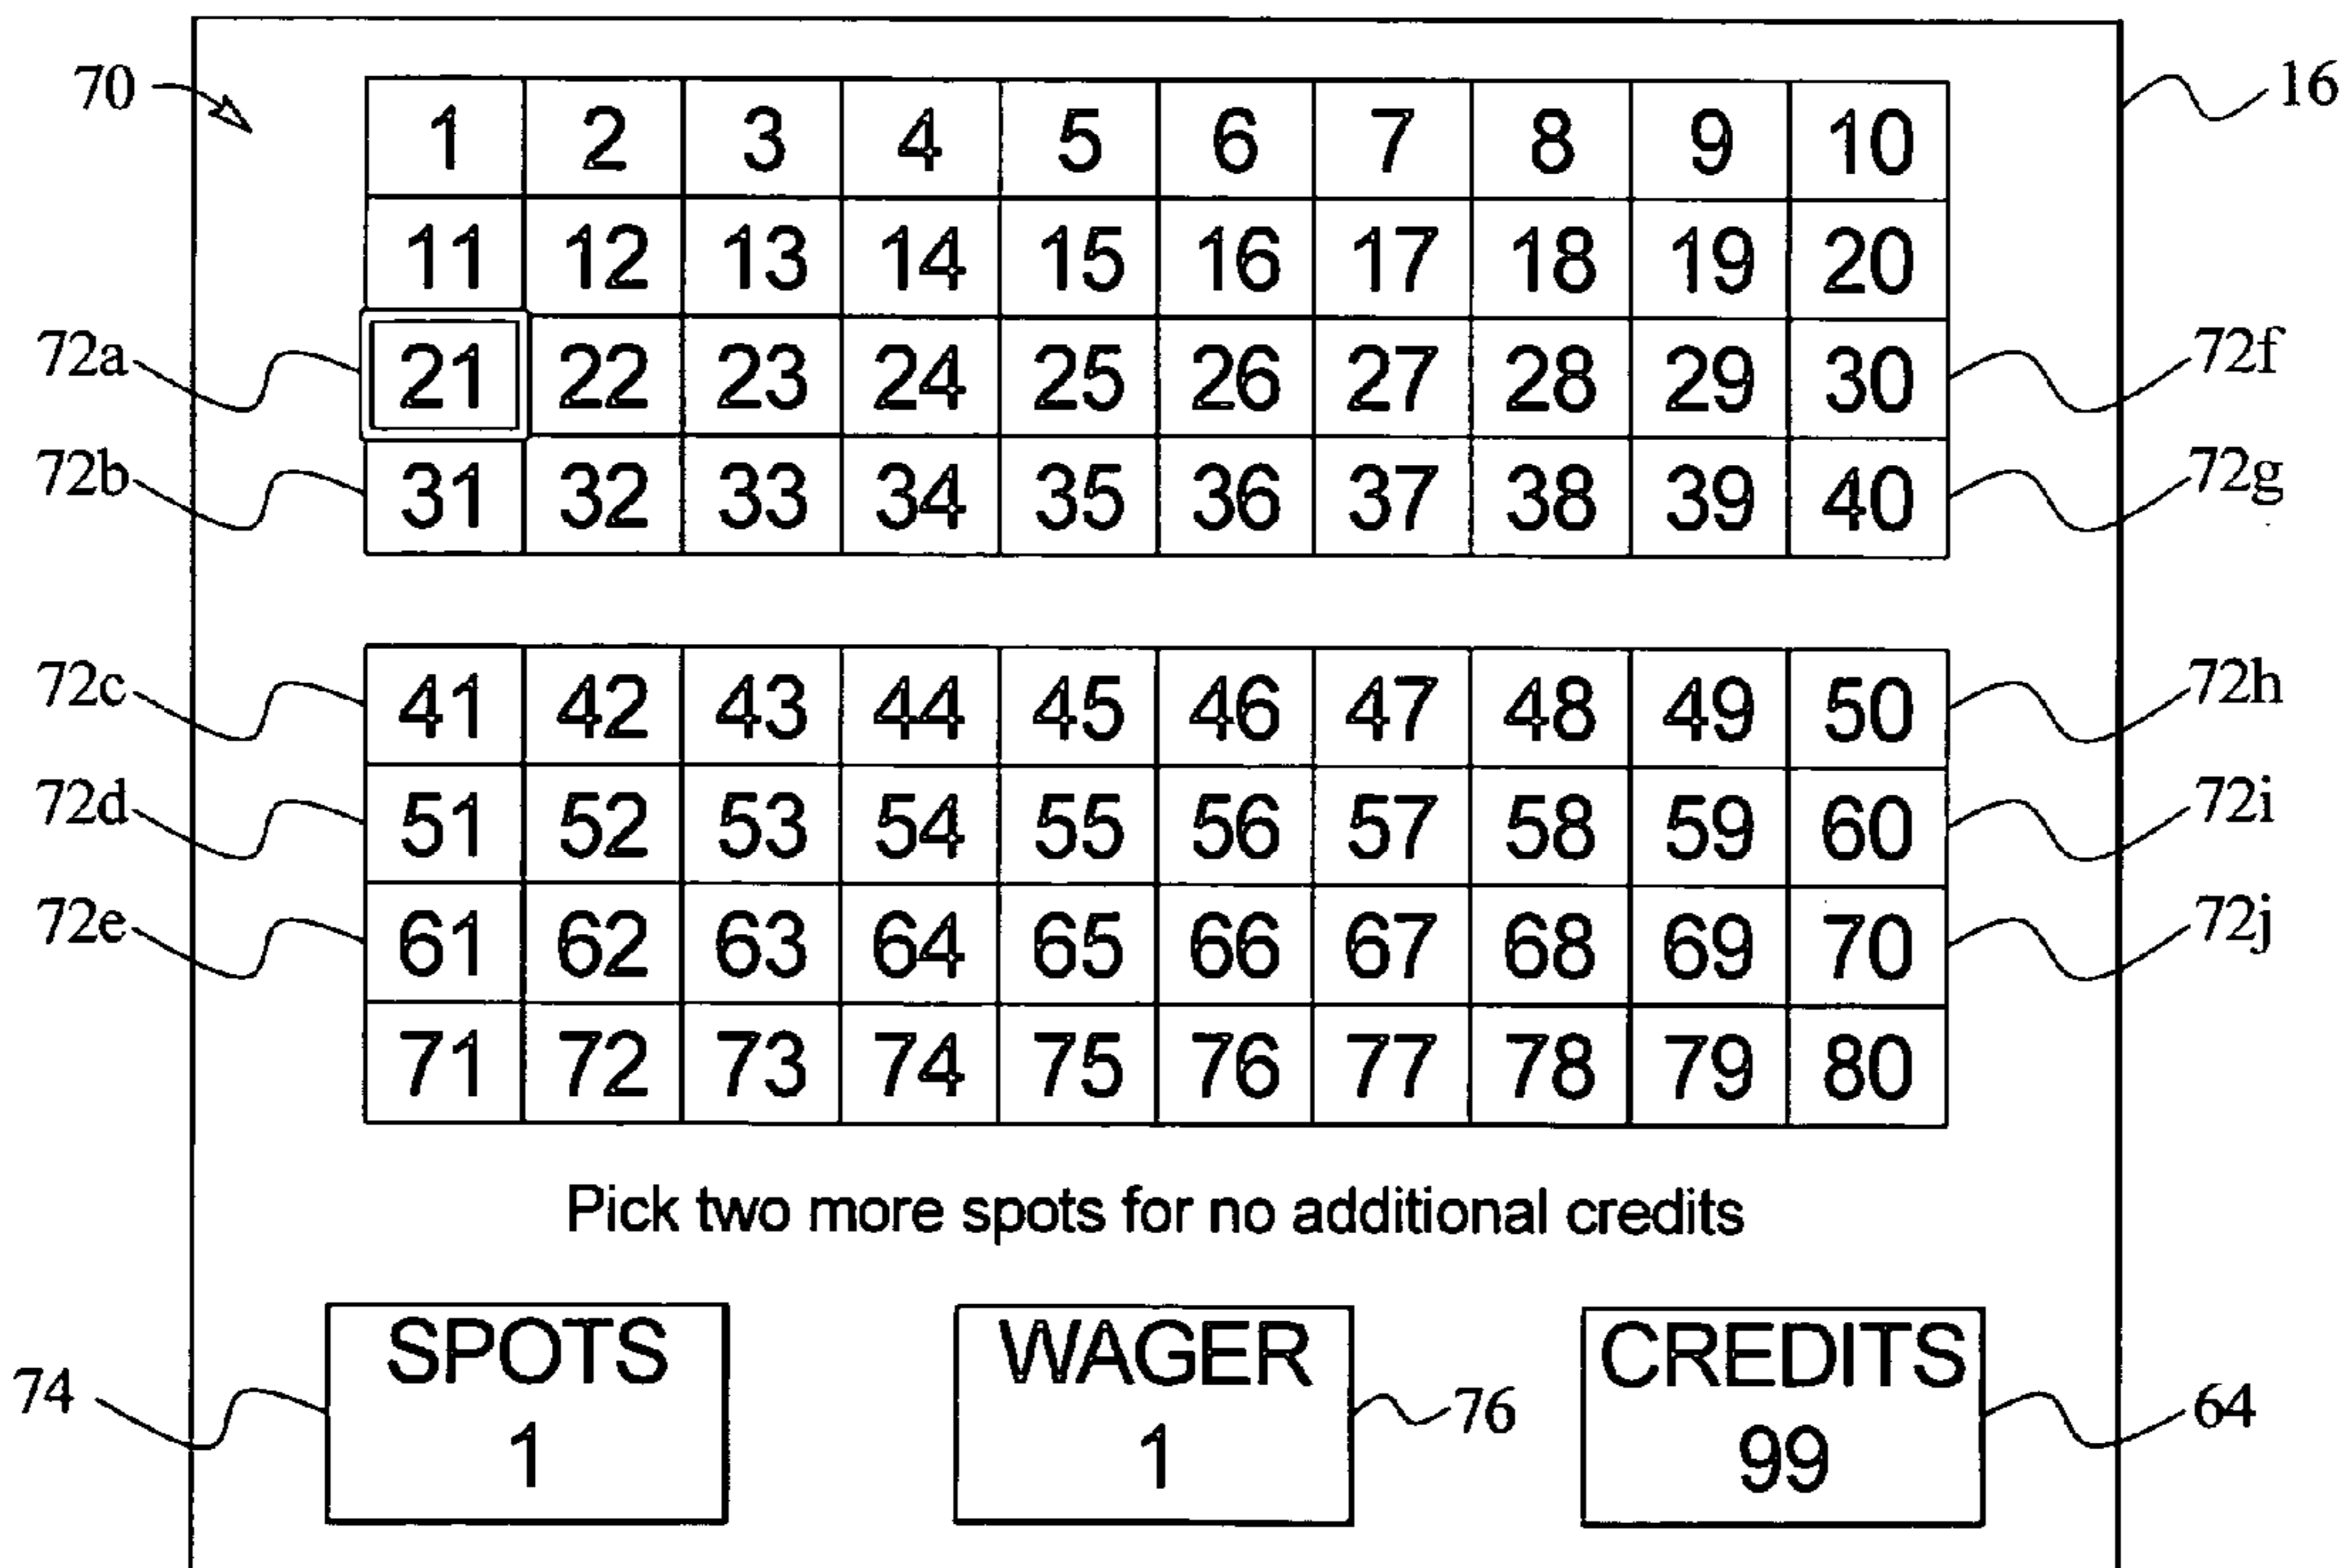 70 16
1 2 3 4 5 6 7 8 9 10
11 12 13 14 15 16 17 18 19 20
72a 21 22 23 24 25 26 27 28 29 30 72f
72b 31 32 33 34 35 36 37 38 39 40 72g
72c 41 42 43 44 45 46 47 48 49 50 72h
72d 51 52 53 54 55 56 57 58 59 60 72i
72e 61 62 63 64 65 66 67 68 69 70 72j
71 72 73 74 75 76 77 78 79 80
Pick two more spots for no additional credits
SPOTS WAGER CREDITS
74 76 64
1 1 99